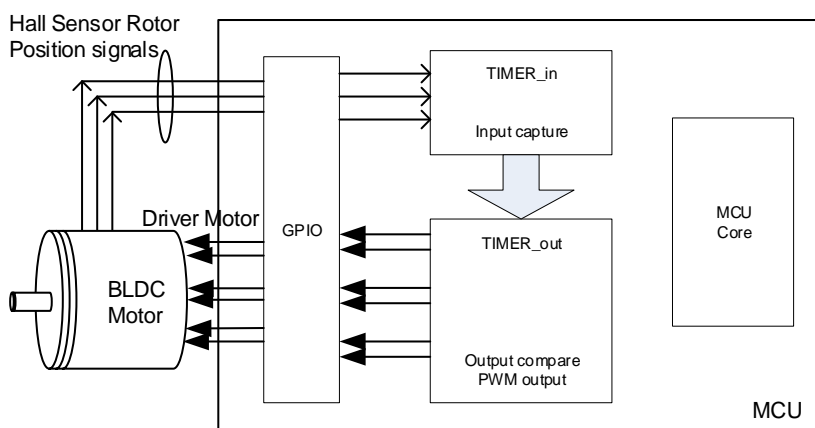 Hall Sensor Rotor
Position signals
TIMER_in
Input capture
Driver Motor
GPIO
TIMER_out
MCU
Core
BLDC
Motor
Output compare
PWM output
MCU